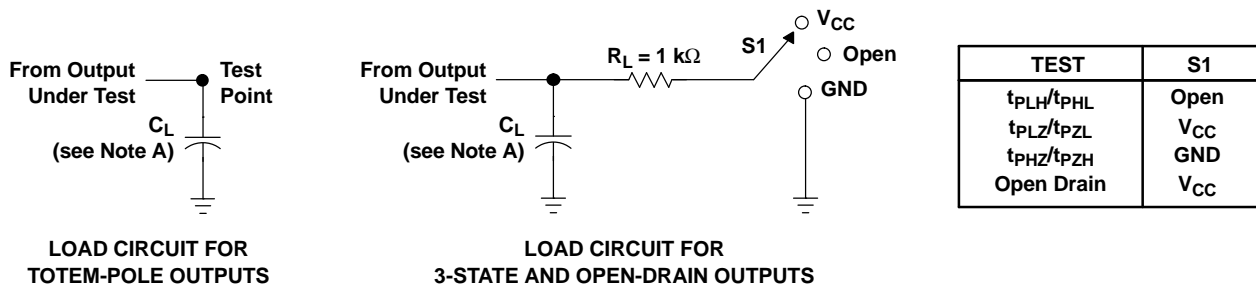 From Output
Under Test
Test
Point
CL
(see Note A)
LOAD CIRCUIT FOR
TOTEM-POLE OUTPUTS
From Output
Under Test
RL = 1 kΩ
S1
VCC
Open
GND
CL
(see Note A)
LOAD CIRCUIT FOR
3-STATE AND OPEN-DRAIN OUTPUTS
TEST S1
tPLH/tPHL Open
tPLZ/tPZL VCC
tPHZ/tPZH GND
Open Drain VCC